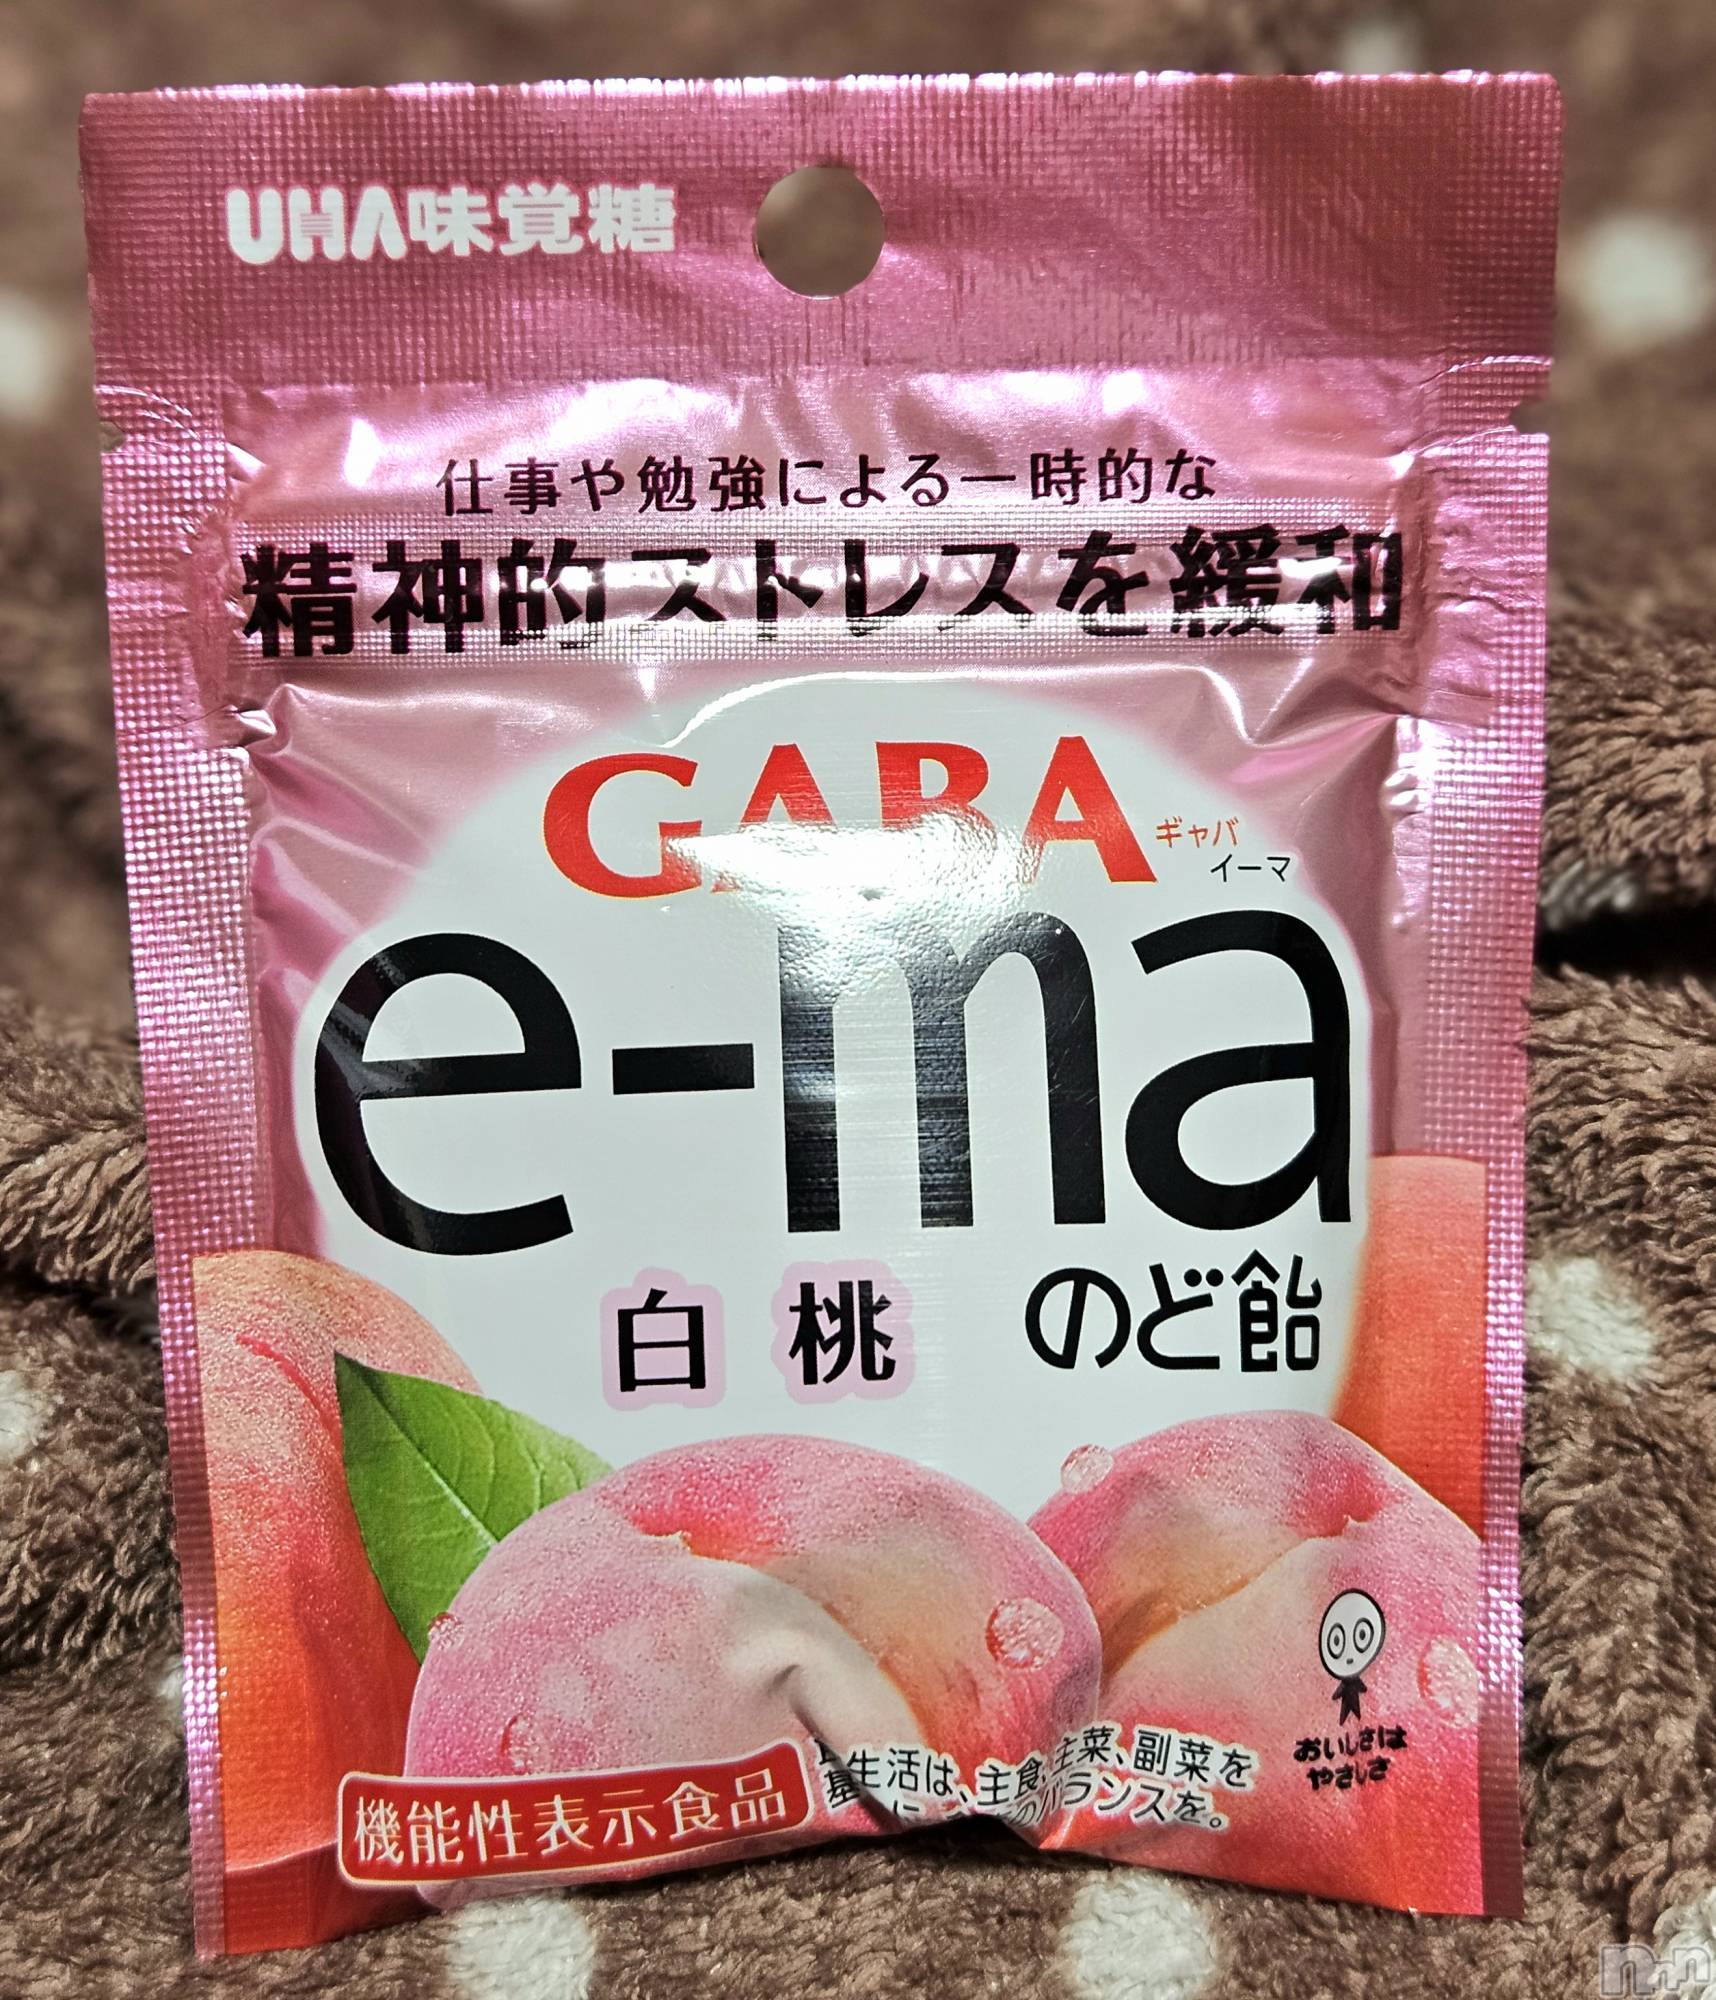 UHA味覚糖
仕事や勉強による一時的な
精神的ストレスを緩和
GABA
ギャバ
イーマ
e-ma
白桃
のど飴
おいしさは
やさしさ
機能性表示食品
生活は、主食、主菜、副菜を
基 に、 のバランスを。